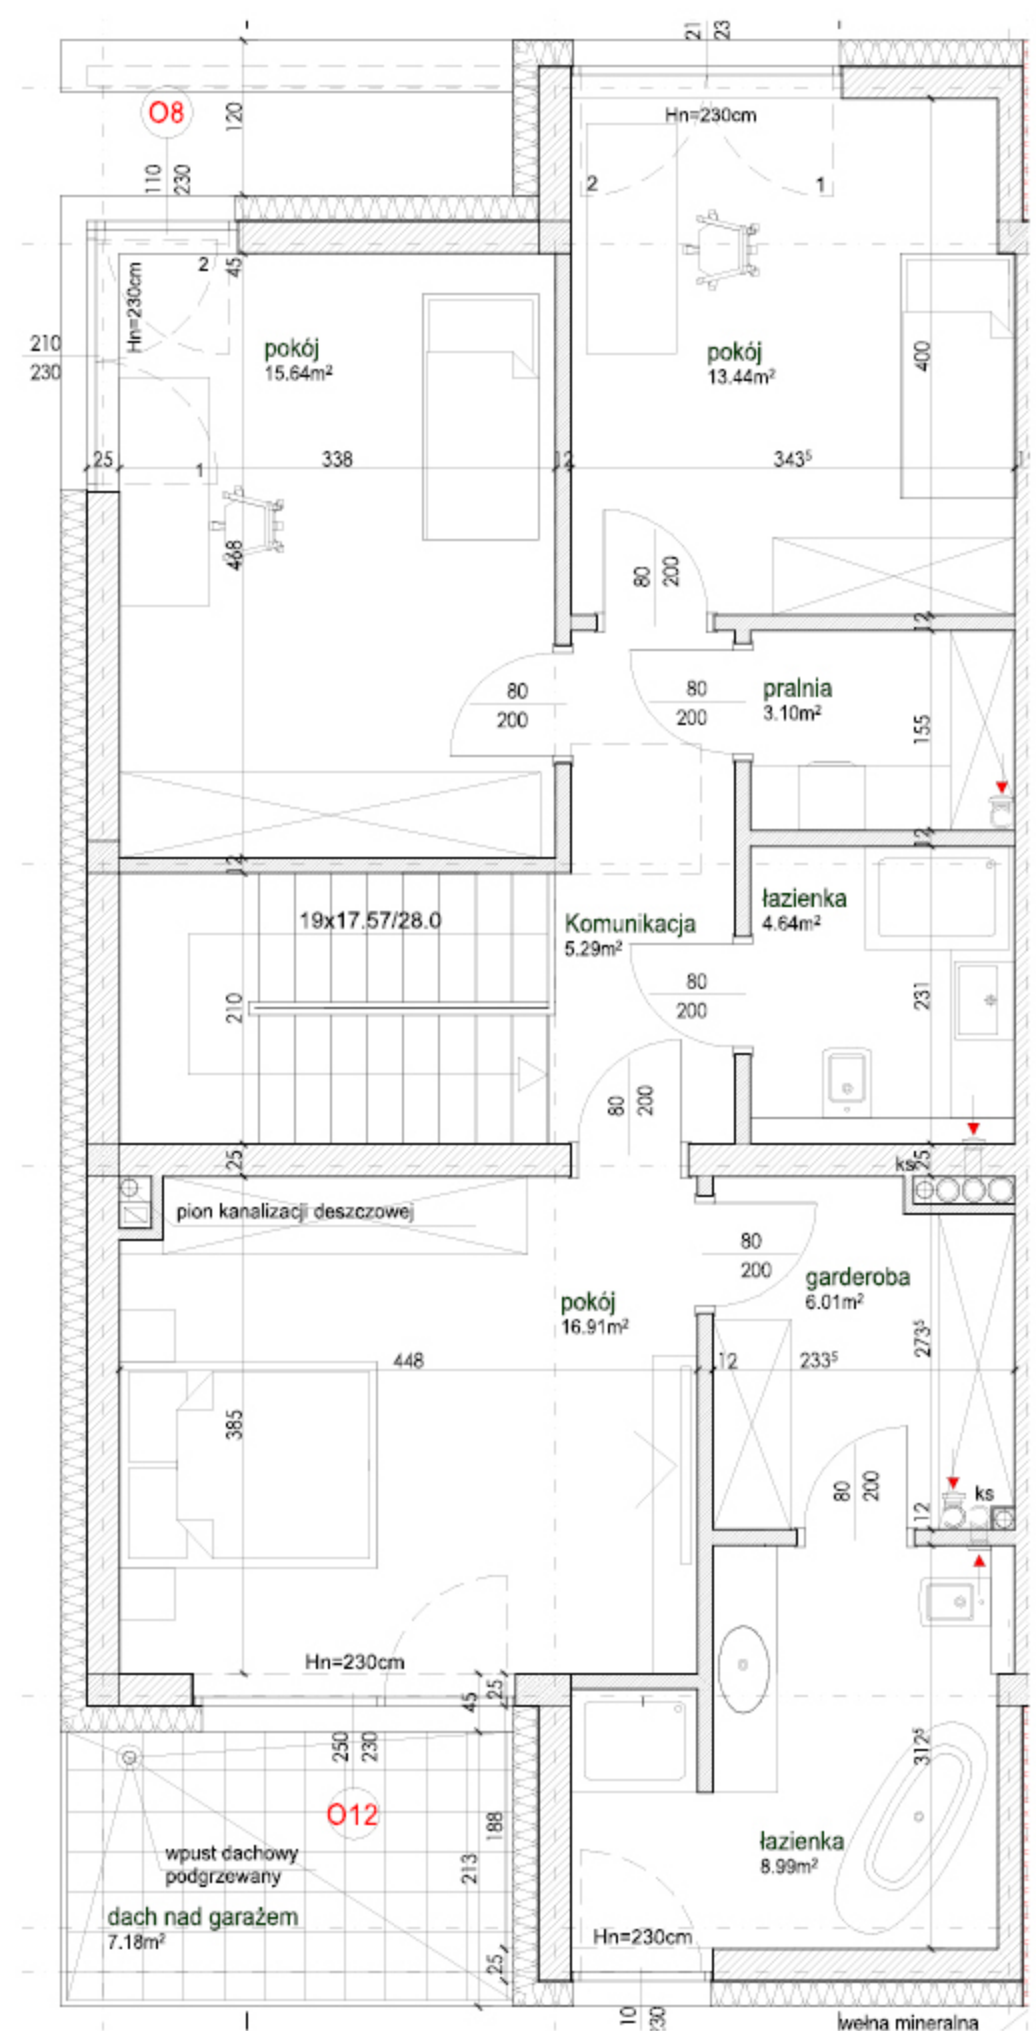 21
23
O8
120
110
230
Hn=230cm
2
1
2
45
Hn=230cm
210
230
pokój
15.64m²
pokój
13.44m²
400
25
338
12
343⁵
1
468
80
200
12
80
200
80
200
pralnia
3.10m²
155
12
12
19x17.57/28.0
Komunikacja
5.29m²
łazienka
4.64m²
80
200
210
231
80
200
25
ks
25
pion kanalizacji deszczowej
80
200
garderoba
6.01m²
pokój
16.91m²
273⁵
448
12
233⁵
385
80
200
12
ks
Hn=230cm
45
25
250
230
O12
312⁵
188
213
wpust dachowy
podgrzewany
łazienka
8.99m²
dach nad garażem
7.18m²
Hn=230cm
25
10
230
wełna mineralna